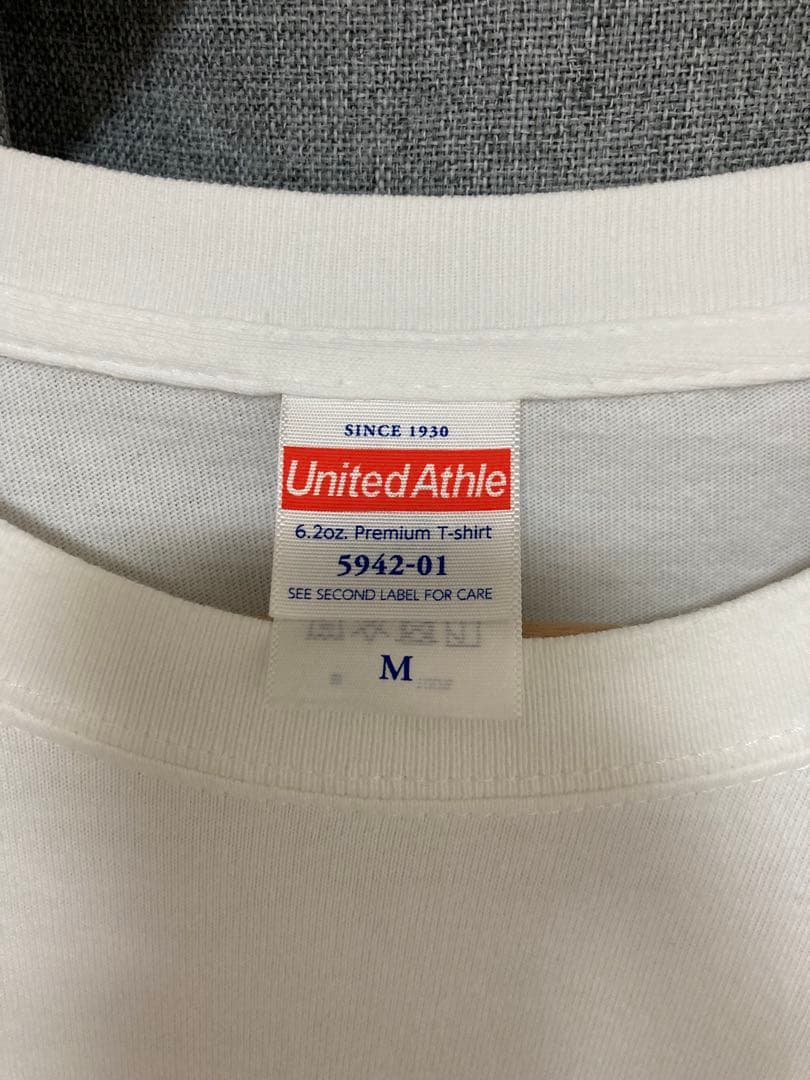 SINCE 1930
United Athle
6.2oz. Premium T-shirt
5942-01
SEE SECOND LABEL FOR CARE
M